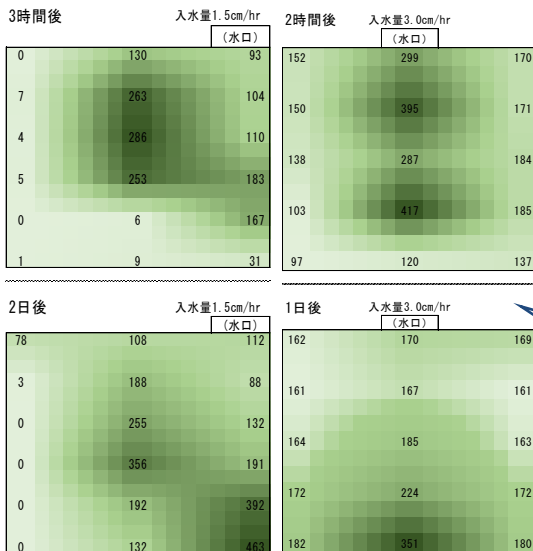 3時間後 入水量1.5cm/hr
(水口)
0 130 93
7 263 104
4 286 110
5 253 183
0 6 167
1 9 31
2時間後 入水量3.0cm/hr
(水口)
152 299 170
150 395 171
138 287 184
103 417 185
97 120 137
2日後 入水量1.5cm/hr
(水口)
78 108 112
3 188 88
0 255 132
0 356 191
0 192 392
0 132 463
1日後 入水量3.0cm/hr
(水口)
162 170 169
161 167 161
164 185 163
172 224 172
182 351 180